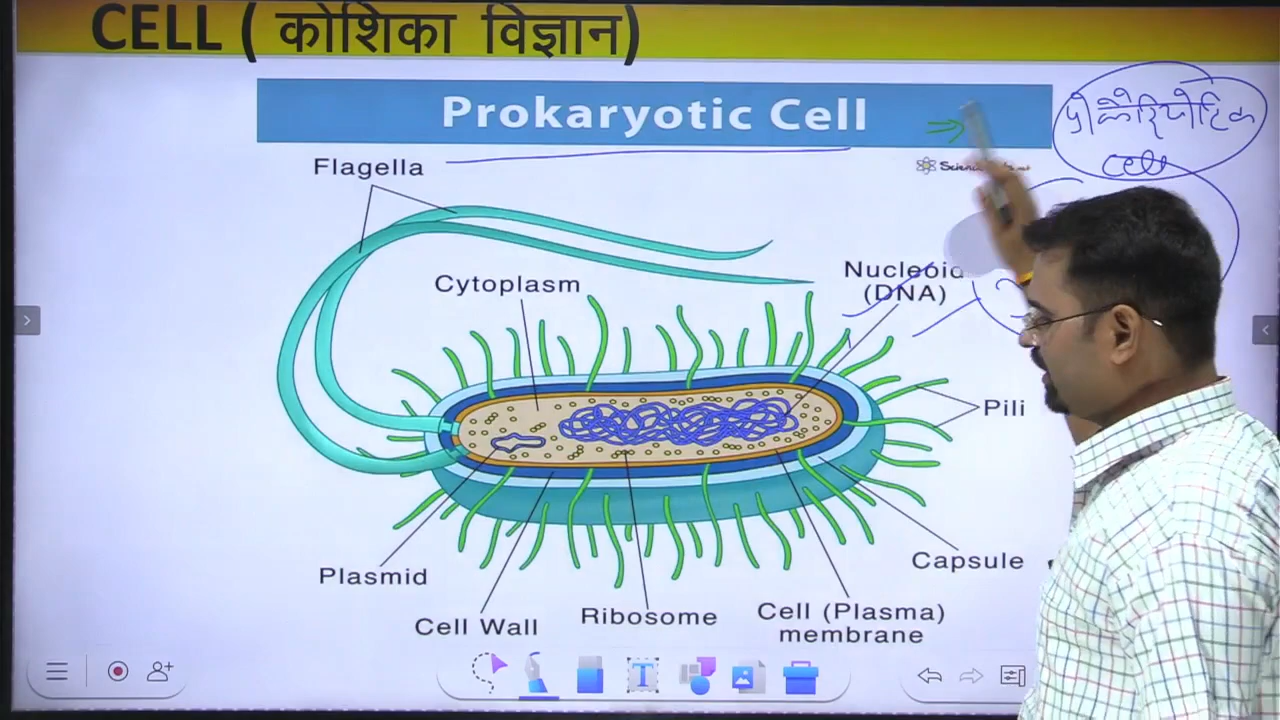 CELL ( कोशिका विज्ञान)
Prokaryotic Cell
प्रोकेरियोटिक
cell
Flagella
Cytoplasm
Nucleoid
(DNA)
Pili
Plasmid
Cell Wall
Ribosome
Cell (Plasma)
membrane
Capsule
T